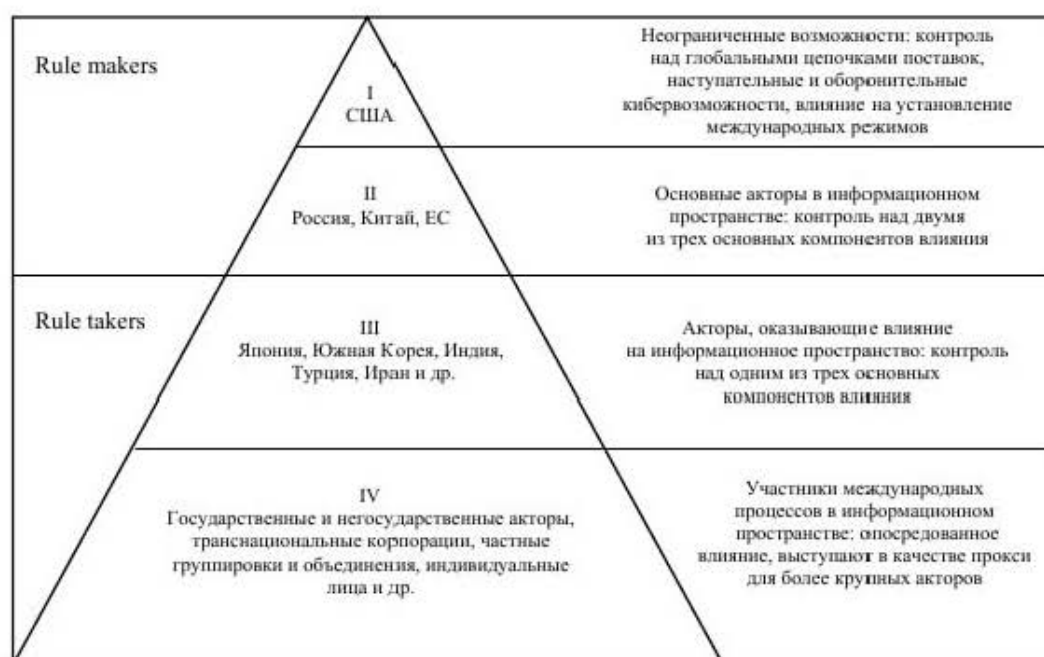 Rule makers
I
США
Неограниченные возможности: контроль
над глобальными цепочками поставок,
наступательные и оборонительные
кибервозможности, влияние на установление
международных режимов
II
Россия, Китай, ЕС
Основные акторы в информационном
пространстве: контроль над двумя
из трех основных компонентов влияния
Rule takers
III
Япония, Южная Корея, Индия,
Турция, Иран и др.
Акторы, оказывающие влияние
на информационное пространство: контроль
над одним из трех основных
компонентов влияния
IV
Государственные и негосударственные акторы,
транснациональные корпорации, частные
группировки и объединения, индивидуальные
лица и др.
Участники международных
процессов в информационном
пространстве: опосредованное
влияние, выступают в качестве прокси
для более крупных акторов